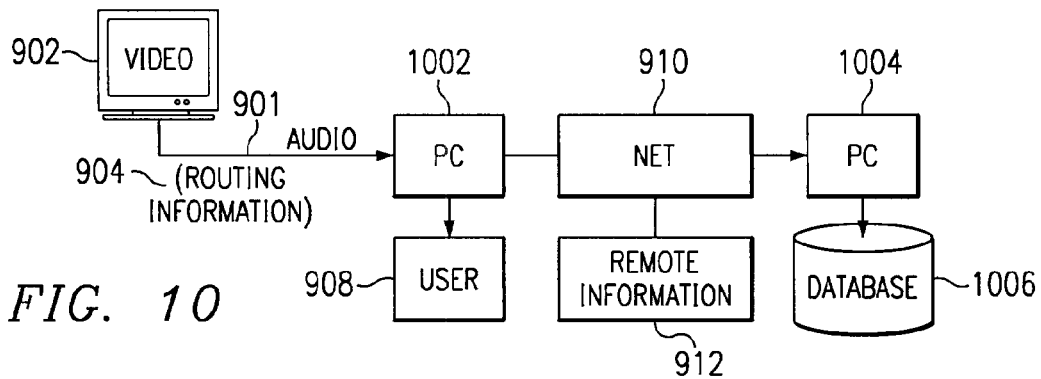 902
VIDEO
901
AUDIO
904
(ROUTING
INFORMATION)
1002
PC
910
NET
1004
PC
908
USER
REMOTE
INFORMATION
912
DATABASE
1006
FIG. 10